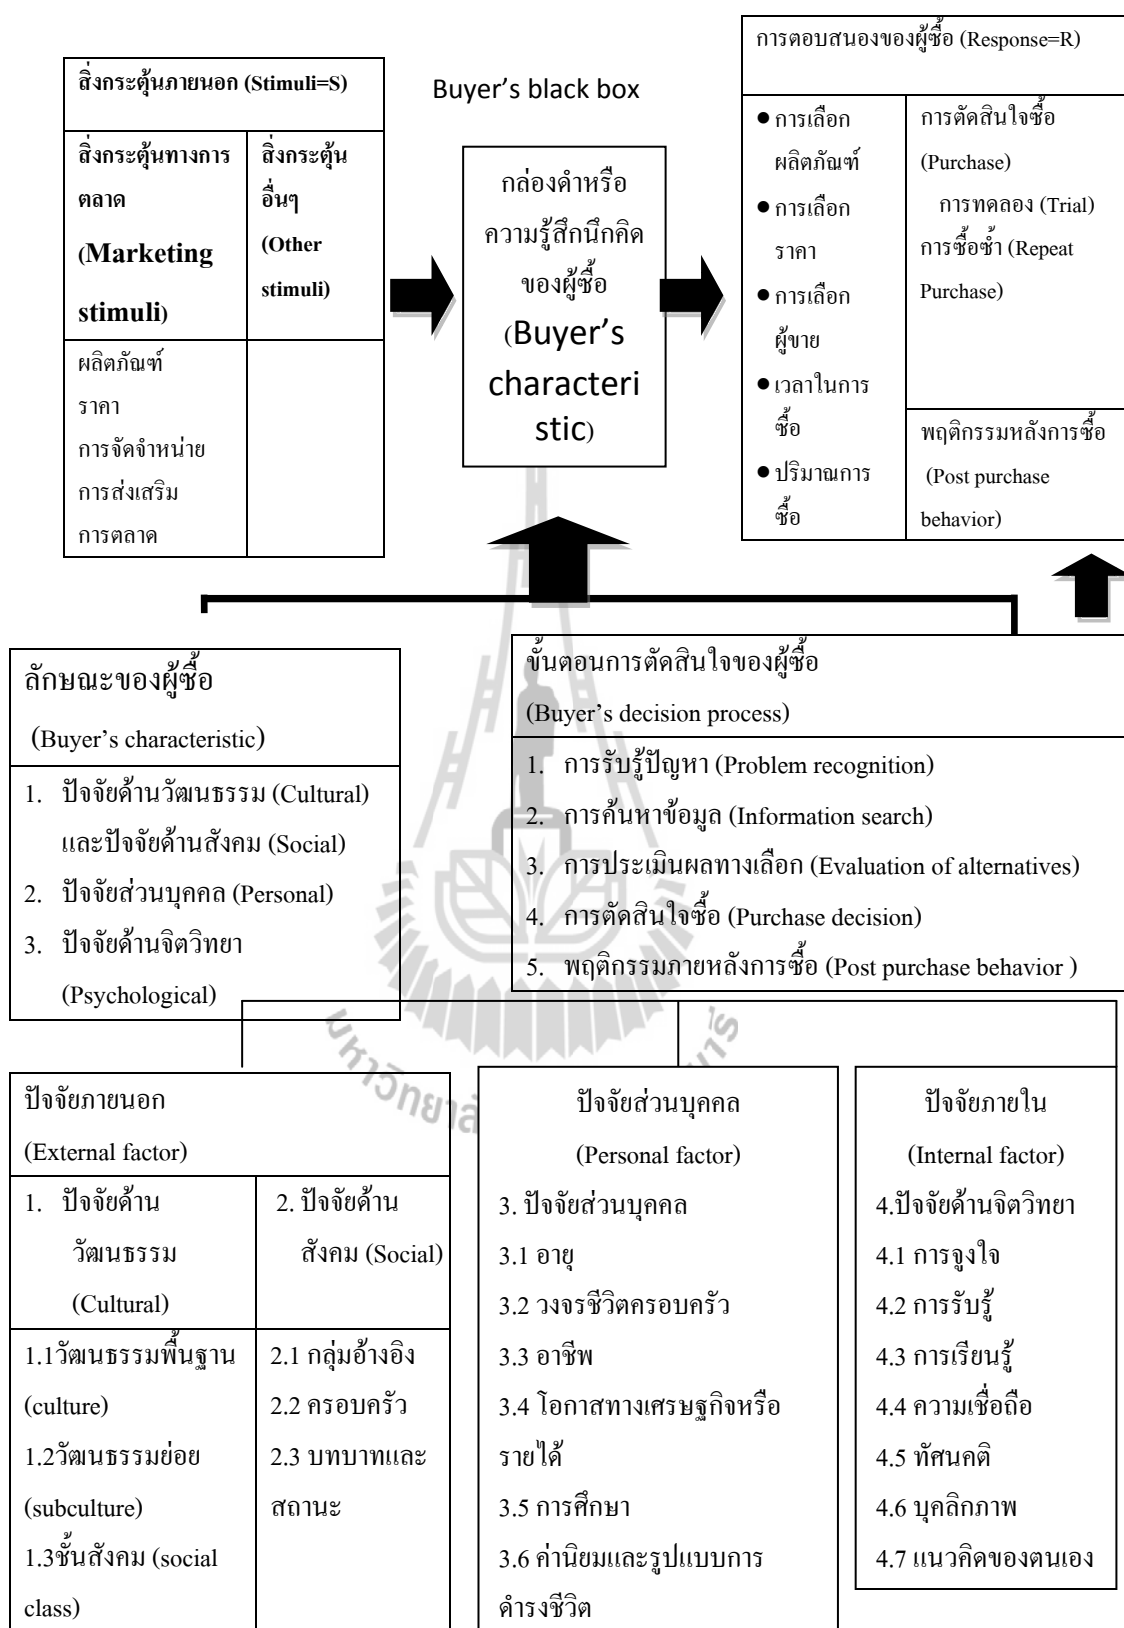 สิ่งกระตุ้นภายนอก (Stimuli=S)
สิ่งกระตุ้นทางการ
ตลาด
(Marketing
stimuli)
สิ่งกระตุ้น
อื่นๆ
(Other
stimuli)
ผลิตภัณฑ์
ราคา
การจัดจำหน่าย
การส่งเสริม
การตลาด
Buyer’s black box
กล่องดำหรือ
ความรู้สึกนึกคิด
ของผู้ซื้อ
(Buyer’s
characteri
stic)
การตอบสนองของผู้ซื้อ (Response=R)
● การเลือก
ผลิตภัณฑ์
● การเลือก
ราคา
● การเลือก
ผู้ขาย
● เวลาในการ
ซื้อ
● ปริมาณการ
ซื้อ
การตัดสินใจซื้อ
(Purchase)
การทดลอง (Trial)
การซื้อซ้ำ (Repeat
Purchase)
พฤติกรรมหลังการซื้อ
(Post purchase
behavior)
ลักษณะของผู้ซื้อ
(Buyer’s characteristic)
1. ปัจจัยด้านวัฒนธรรม (Cultural)
และปัจจัยด้านสังคม (Social)
2. ปัจจัยส่วนบุคคล (Personal)
3. ปัจจัยด้านจิตวิทยา
(Psychological)
ขั้นตอนการตัดสินใจของผู้ซื้อ
(Buyer’s decision process)
1. การรับรู้ปัญหา (Problem recognition)
2. การค้นหาข้อมูล (Information search)
3. การประเมินผลทางเลือก (Evaluation of alternatives)
4. การตัดสินใจซื้อ (Purchase decision)
5. พฤติกรรมภายหลังการซื้อ (Post purchase behavior )
ปัจจัยภายนอก
(External factor)
1. ปัจจัยด้าน
วัฒนธรรม
(Cultural)
2. ปัจจัยด้าน
สังคม (Social)
1.1วัฒนธรรมพื้นฐาน
(culture)
1.2วัฒนธรรมย่อย
(subculture)
1.3ชั้นสังคม (social
class)
2.1 กลุ่มอ้างอิง
2.2 ครอบครัว
2.3 บทบาทและ
สถานะ
ปัจจัยส่วนบุคคล
(Personal factor)
3. ปัจจัยส่วนบุคคล
3.1 อายุ
3.2 วงจรชีวิตครอบครัว
3.3 อาชีพ
3.4 โอกาสทางเศรษฐกิจหรือ
รายได้
3.5 การศึกษา
3.6 ค่านิยมและรูปแบบการ
ดำรงชีวิต
ปัจจัยภายใน
(Internal factor)
4.ปัจจัยด้านจิตวิทยา
4.1 การจูงใจ
4.2 การรับรู้
4.3 การเรียนรู้
4.4 ความเชื่อถือ
4.5 ทัศนคติ
4.6 บุคลิกภาพ
4.7 แนวคิดของตนเอง